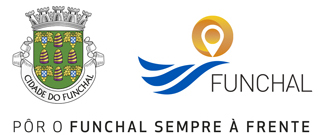 CIDADE DO FUNCHAL
FUNCHAL
PÔR O FUNCHAL SEMPRE À FRENTE